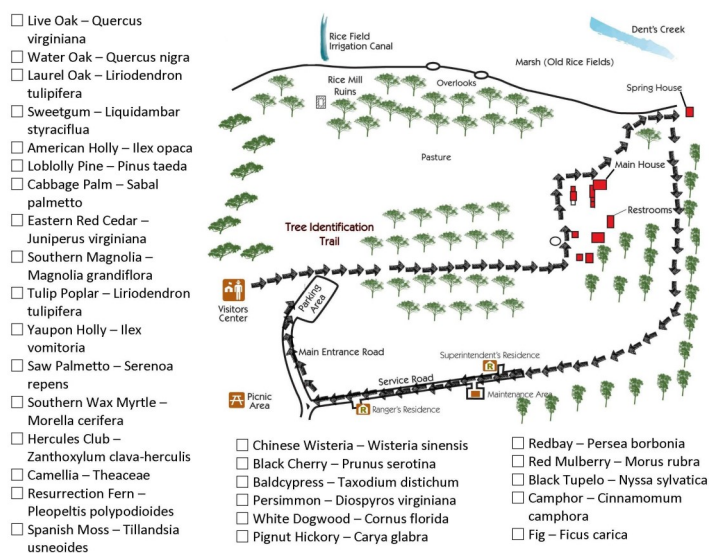 Live Oak – Quercus
virginiana
Water Oak – Quercus nigra
Laurel Oak – Liriodendron
tulipifera
Sweetgum – Liquidambar
styraciflua
American Holly – Ilex opaca
Loblolly Pine – Pinus taeda
Cabbage Palm – Sabal
palmetto
Eastern Red Cedar –
Juniperus virginiana
Southern Magnolia –
Magnolia grandiflora
Tulip Poplar – Liriodendron
tulipifera
Yaupon Holly – Ilex
vomitoria
Saw Palmetto – Serenoa
repens
Southern Wax Myrtle –
Morella cerifera
Hercules Club –
Zanthoxylum clava-herculis
Camellia – Theaceae
Resurrection Fern –
Pleopeltis polypodioides
Spanish Moss – Tillandsia
usneoides
Rice Field
Irrigation Canal
Dent's Creek
Marsh (Old Rice Fields)
Rice Mill
Ruins
Overlooks
Spring House
Pasture
Main House
Restrooms
Tree Identification
Trail
Visitors
Center
Parking
Area
Main Entrance Road
Superintendent's Residence
R
Service Road
Maintenance Area
Picnic
Area
R
Ranger's Residence
Chinese Wisteria – Wisteria sinensis
Black Cherry – Prunus serotina
Baldcypress – Taxodium distichum
Persimmon – Diospyros virginiana
White Dogwood – Cornus florida
Pignut Hickory – Carya glabra
Redbay – Persea borbonia
Red Mulberry – Morus rubra
Black Tupelo – Nyssa sylvatica
Camphor – Cinnamomum
camphora
Fig – Ficus carica